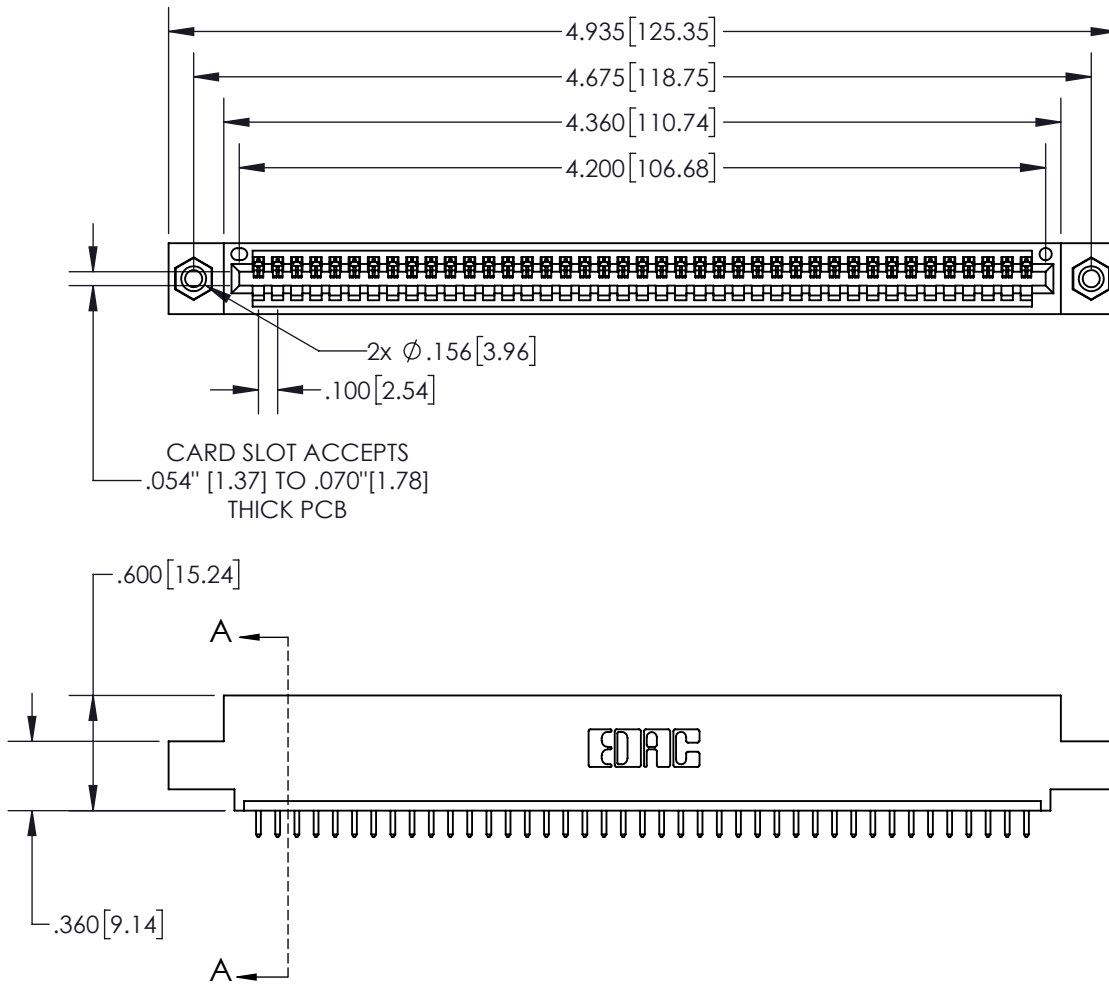 4.935[125.35]
4.675[118.75]
4.360[110.74]
4.200[106.68]
2x Ø.156[3.96]
.100[2.54]
CARD SLOT ACCEPTS
.054" [1.37] TO .070"[1.78]
THICK PCB
.600[15.24]
A
EDAC
.360[9.14]
A